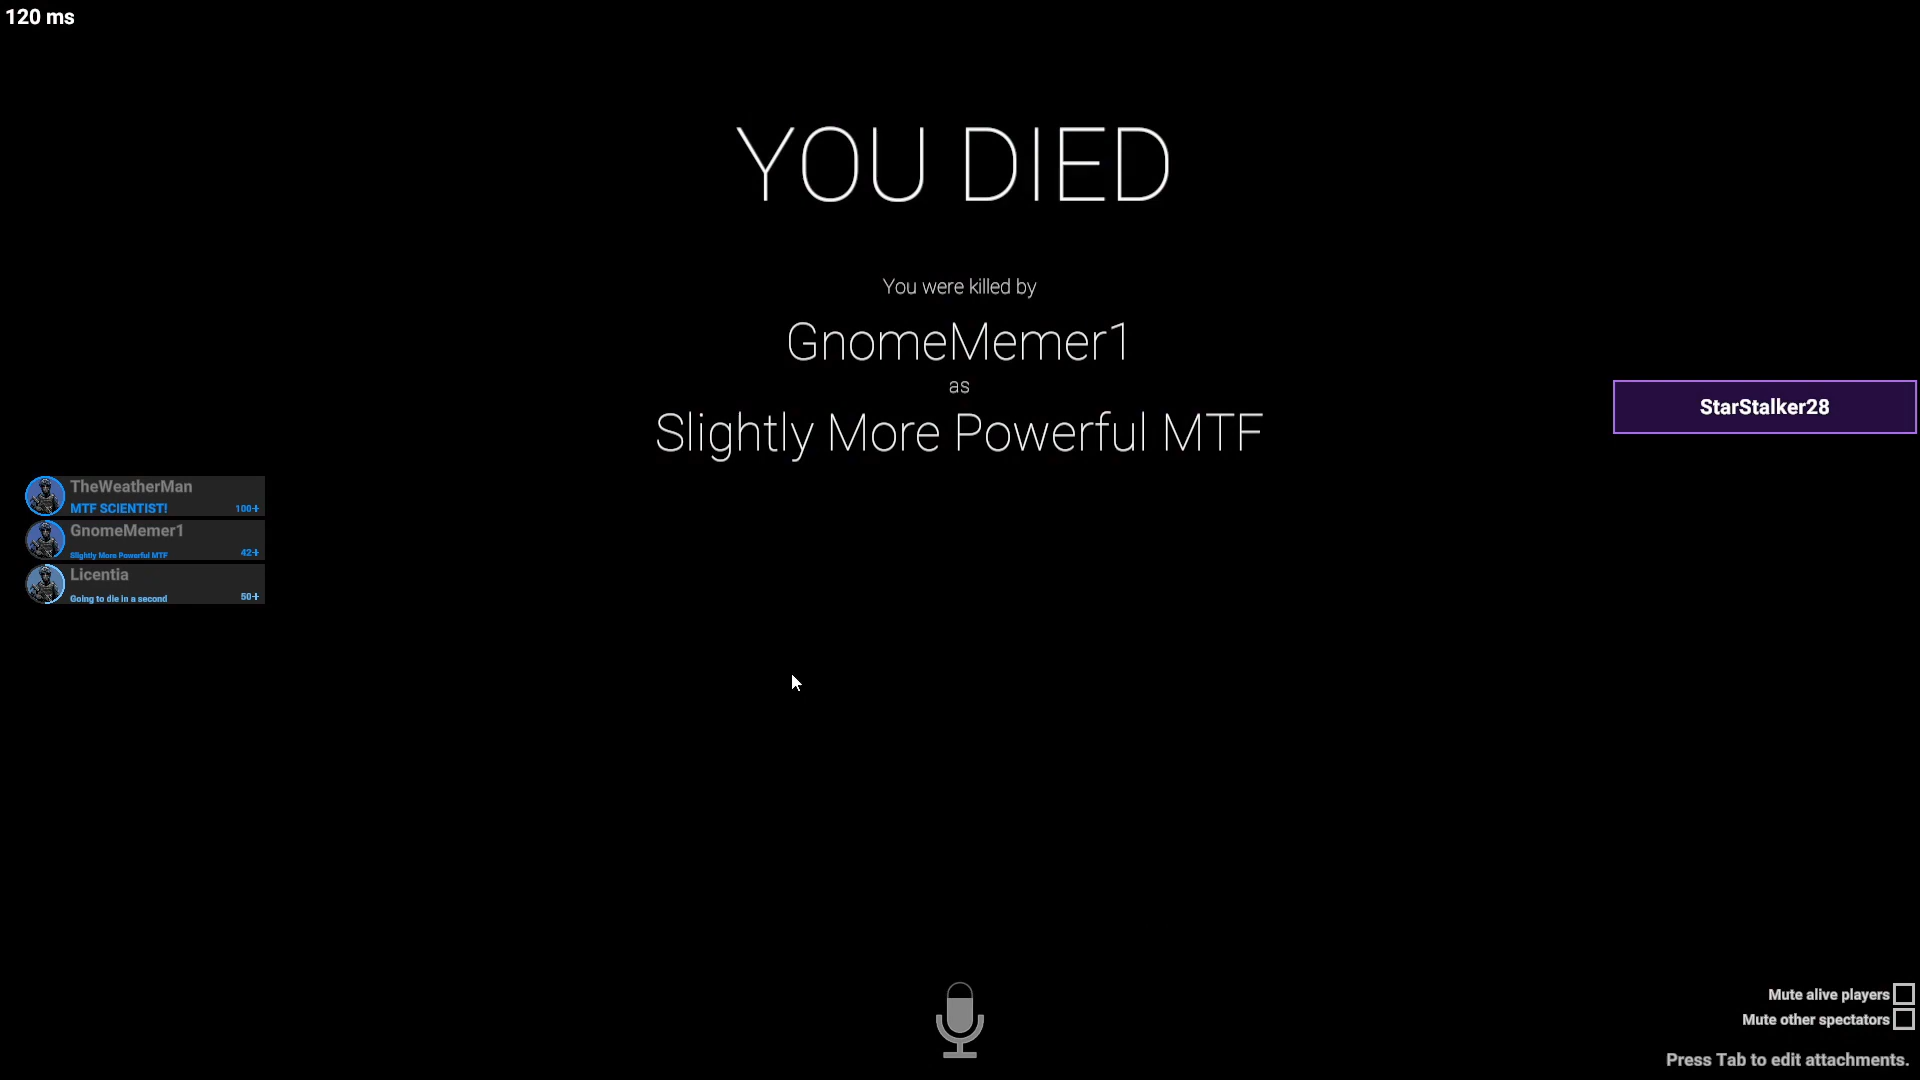 120 ms
YOU DIED
You were killed by
GnomeMemer1
as
Slightly More Powerful MTF
StarStalker28
TheWeatherMan
MTF SCIENTIST!
100+
GnomeMemer1
Slightly More Powerful MTF
42+
Licentia
Going to die in a second
50+
Mute alive players
Mute other spectators
Press Tab to edit attachments.